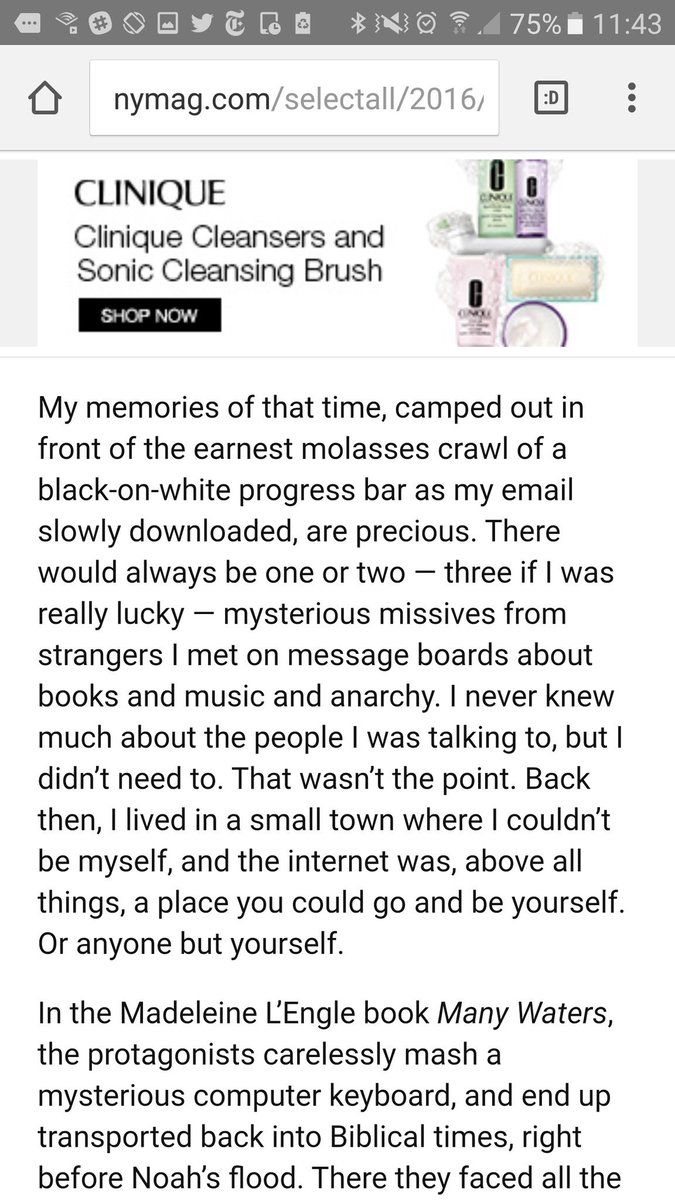 75% 11:43
nymag.com/selectall/2016/
:D
CLINIQUE
Clinique Cleansers and
Sonic Cleansing Brush
SHOP NOW
CLINIQUE
CLINIQUE
CLINIQUE
CLINIQUE
My memories of that time, camped out in
front of the earnest molasses crawl of a
black-on-white progress bar as my email
slowly downloaded, are precious. There
would always be one or two — three if I was
really lucky — mysterious missives from
strangers I met on message boards about
books and music and anarchy. I never knew
much about the people I was talking to, but I
didn’t need to. That wasn’t the point. Back
then, I lived in a small town where I couldn’t
be myself, and the internet was, above all
things, a place you could go and be yourself.
Or anyone but yourself.
In the Madeleine L’Engle book Many Waters,
the protagonists carelessly mash a
mysterious computer keyboard, and end up
transported back into Biblical times, right
before Noah’s flood. There they faced all the